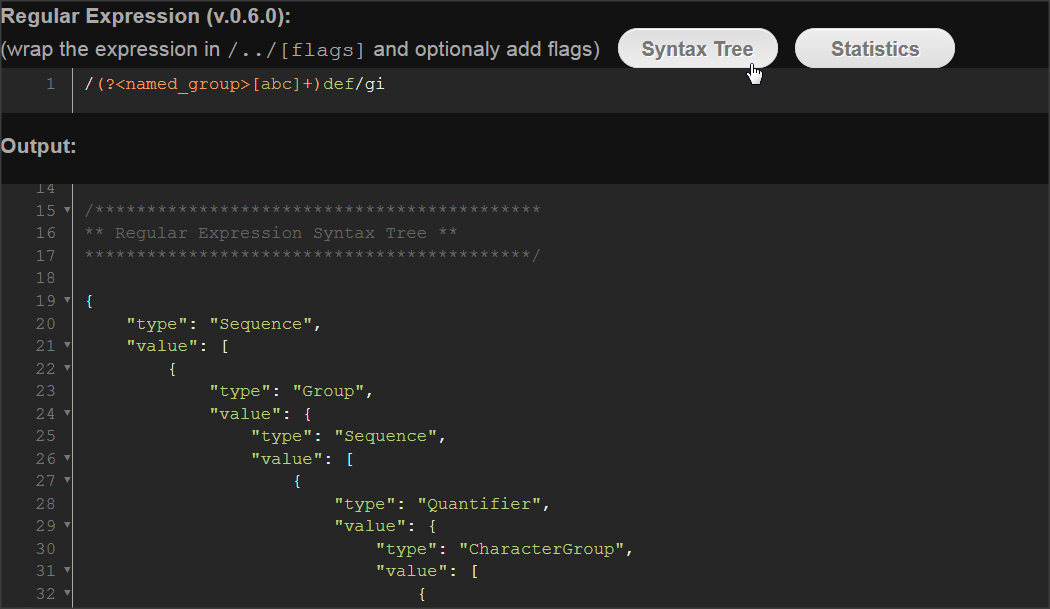 Regular Expression (v.0.6.0):
(wrap the expression in /../[flags] and optionaly add flags) Syntax Tree Statistics
1 /(?<named_group>[abc]+)def/gi
Output:
14
15 /*******************************************
16 ** Regular Expression Syntax Tree **
17 *******************************************/
18
19 {
20 "type": "Sequence",
21 "value": [
22 {
23 "type": "Group",
24 "value": {
25 "type": "Sequence",
26 "value": [
27 {
28 "type": "Quantifier",
29 "value": {
30 "type": "CharacterGroup",
31 "value": [
32 {